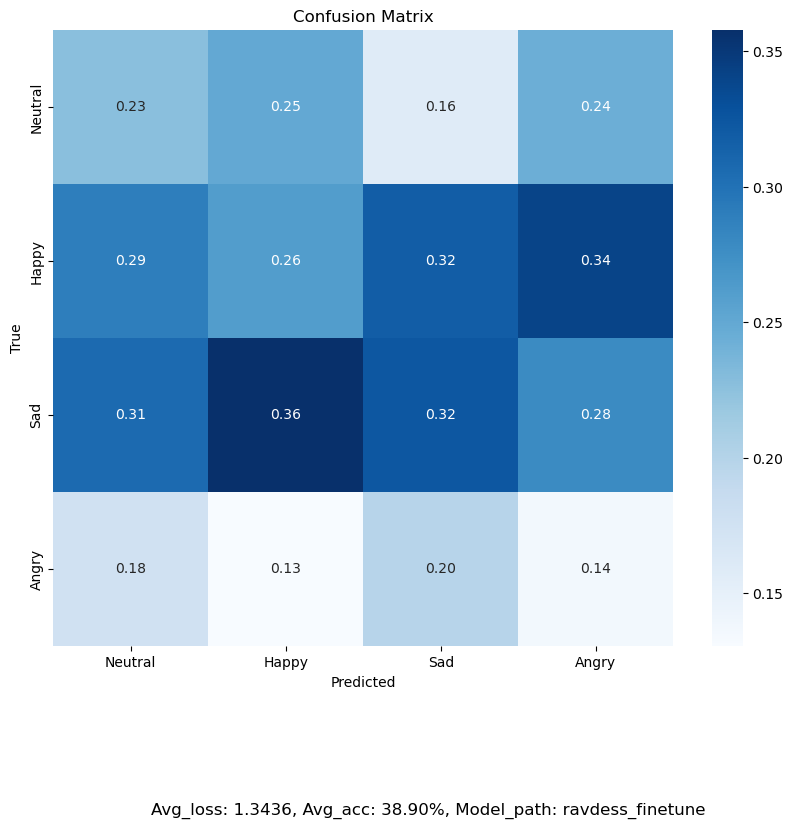 Confusion Matrix
Neutral 0.23 0.25 0.16 0.24
Happy 0.29 0.26 0.32 0.34
Sad 0.31 0.36 0.32 0.28
Angry 0.18 0.13 0.20 0.14
True
Neutral Happy Sad Angry
Predicted
0.35
0.30
0.25
0.20
0.15
Avg_loss: 1.3436, Avg_acc: 38.90%, Model_path: ravdess_finetune